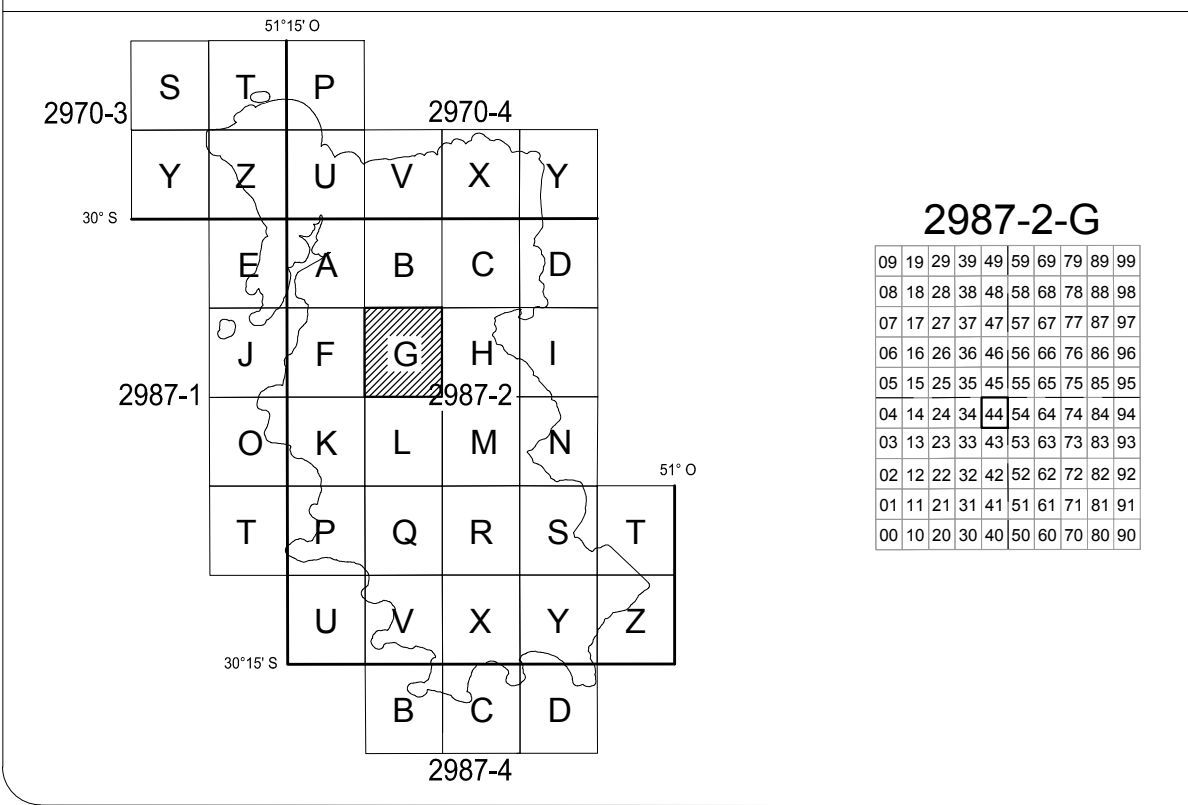 51°15' O
S T P
2970-3 2970-4
Y Z U V X Y
30° S
E A B C D
J F G H I
2987-1 2987-2
O K L M N
51° O
T P Q R S T
U V X Y Z
30°15' S
B C D
2987-4
2987-2-G
09 19 29 39 49 59 69 79 89 99
08 18 28 38 48 58 68 78 88 98
07 17 27 37 47 57 67 77 87 97
06 16 26 36 46 56 66 76 86 96
05 15 25 35 45 55 65 75 85 95
04 14 24 34 44 54 64 74 84 94
03 13 23 33 43 53 63 73 83 93
02 12 22 32 42 52 62 72 82 92
01 11 21 31 41 51 61 71 81 91
00 10 20 30 40 50 60 70 80 90